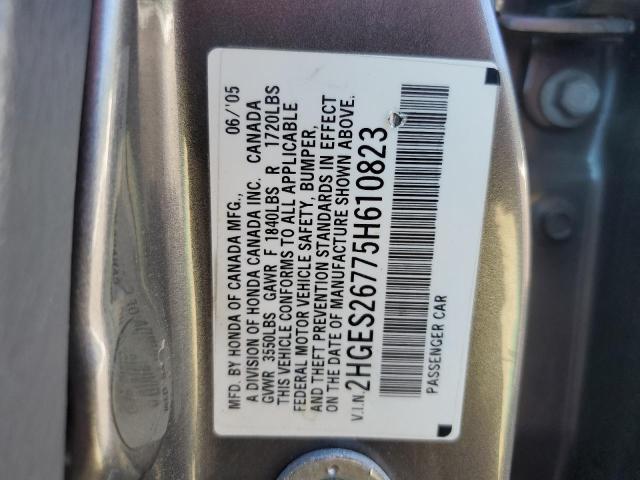 MFD. BY HONDA OF CANADA MFG., 06/'05
A DIVISION OF HONDA CANADA INC. CANADA
GVWR 3550LBS GAWR F 1840LBS R 1720LBS
THIS VEHICLE CONFORMS TO ALL APPLICABLE
FEDERAL MOTOR VEHICLE SAFETY, BUMPER,
AND THEFT PREVENTION STANDARDS IN EFFECT
ON THE DATE OF MANUFACTURE SHOWN ABOVE.
V.I.N. 2HGES26775H610823
PASSENGER CAR